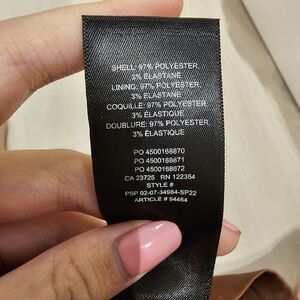 SHELL: 97% POLYESTER,
3% ELASTANE
LINING: 97% POLYESTER,
3% ELASTANE
COQUILLE: 97% POLYESTER,
3% ÉLASTIQUE
DOUBLURE: 97% POLYESTER,
3% ÉLASTIQUE
PO 4500168870
PO 4500168871
PO 4500168872
CA 23725 RN 122354
STYLE #
PSP 02-07-34984-SP22
ARTICLE # 94464